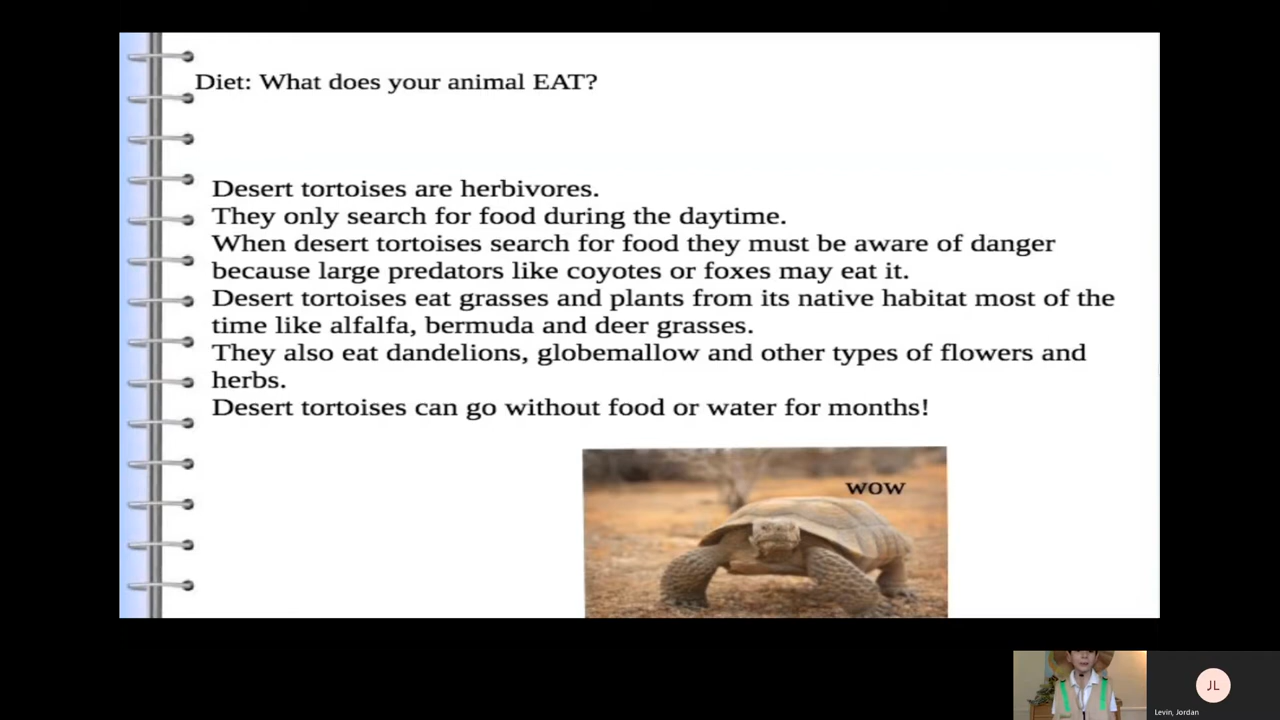 Diet: What does your animal EAT?
Desert tortoises are herbivores.
They only search for food during the daytime.
When desert tortoises search for food they must be aware of danger
because large predators like coyotes or foxes may eat it.
Desert tortoises eat grasses and plants from its native habitat most of the
time like alfalfa, bermuda and deer grasses.
They also eat dandelions, globemallow and other types of flowers and
herbs.
Desert tortoises can go without food or water for months!
wow
JL
Levin, Jordan